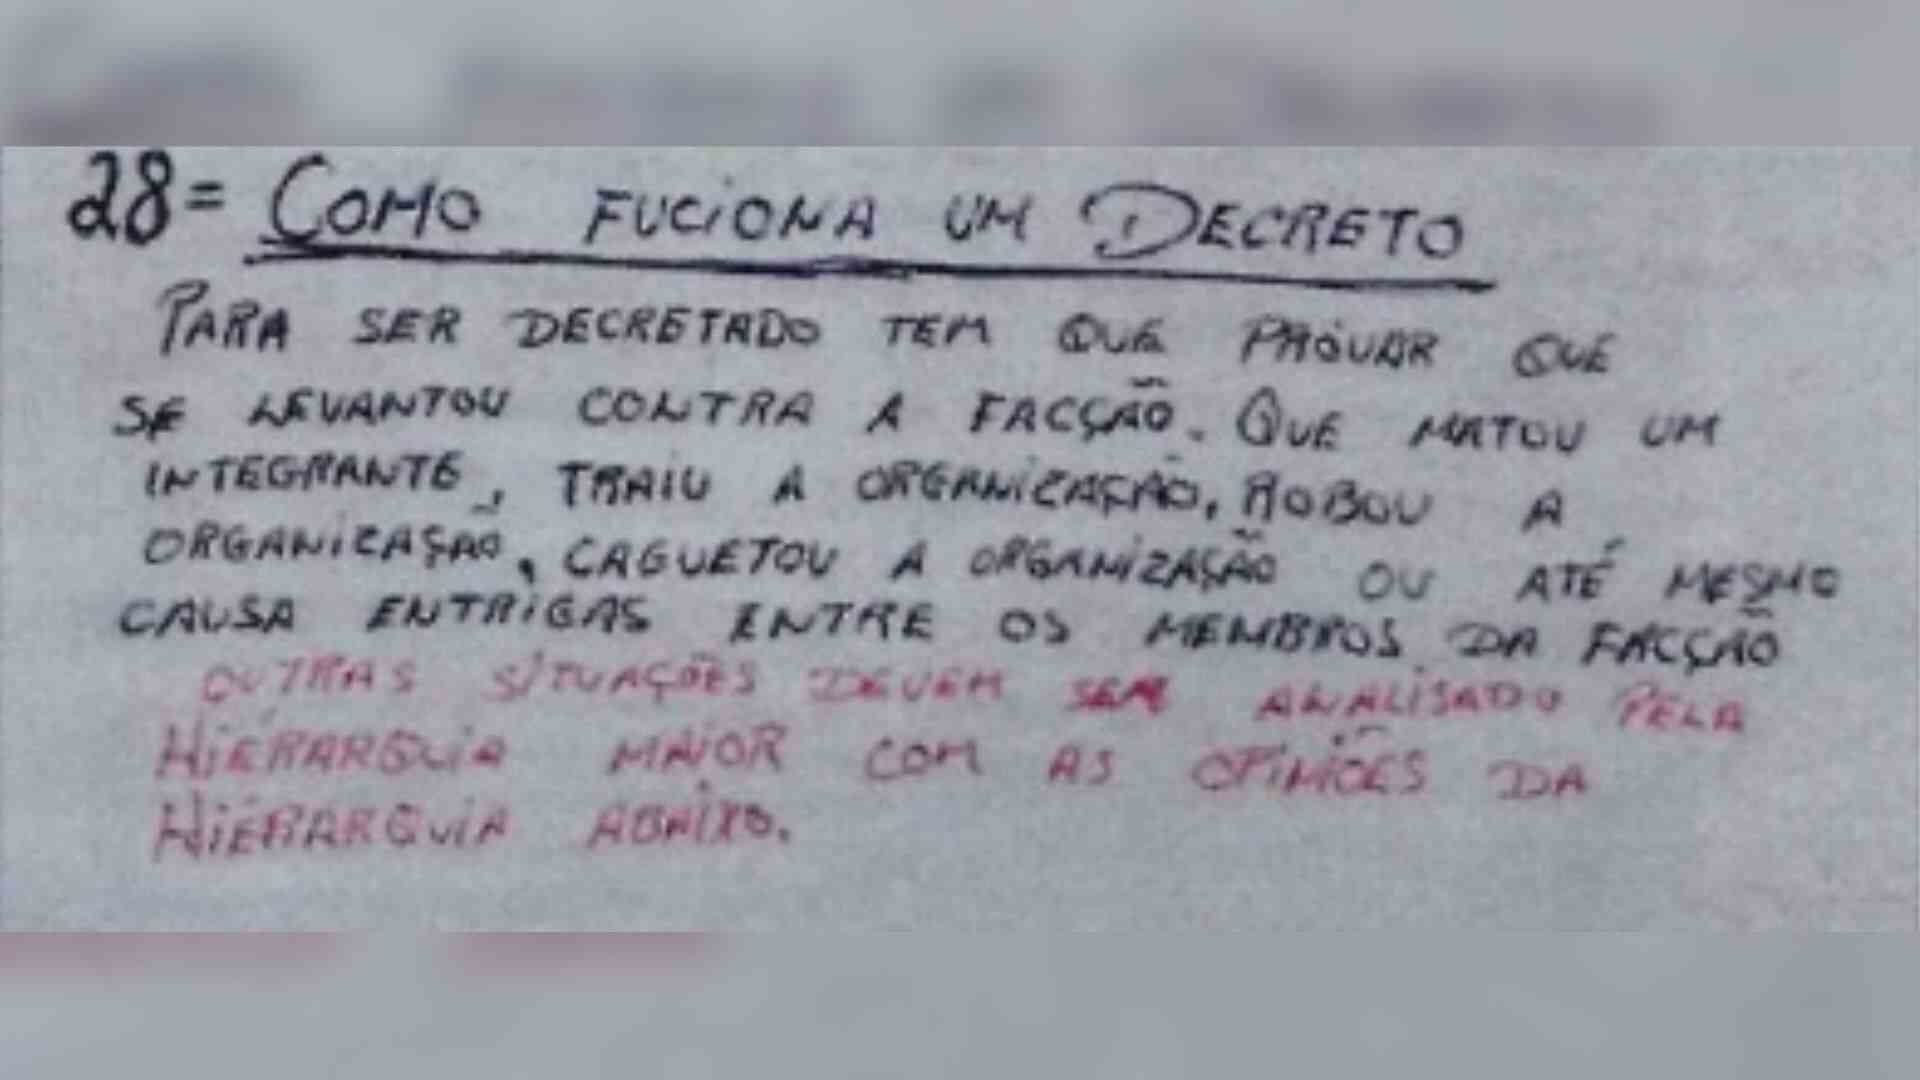 28= COMO FUCIONA UM DECRETO
PARA SER DECRETADO TEM QUE PROVAR QUE
SE LEVANTOU CONTRA A FACÇÃO. QUE MATOU UM
INTEGRANTE, TRAIU A ORGANIZAÇÃO, ROBOU A
ORGANIZAÇÃO, CAGUETOU A ORGANIZAÇÃO OU ATÉ MESMO
CAUSA ENTRIGAS ENTRE OS MEMBROS DA FACÇÃO
OUTRAS SITUAÇÕES DEVEM SER ANALISADO PELA
HIÉRARQUIA MAIOR COM AS OPINIÕES DA
HIÉRARQUIA ABAIXO.